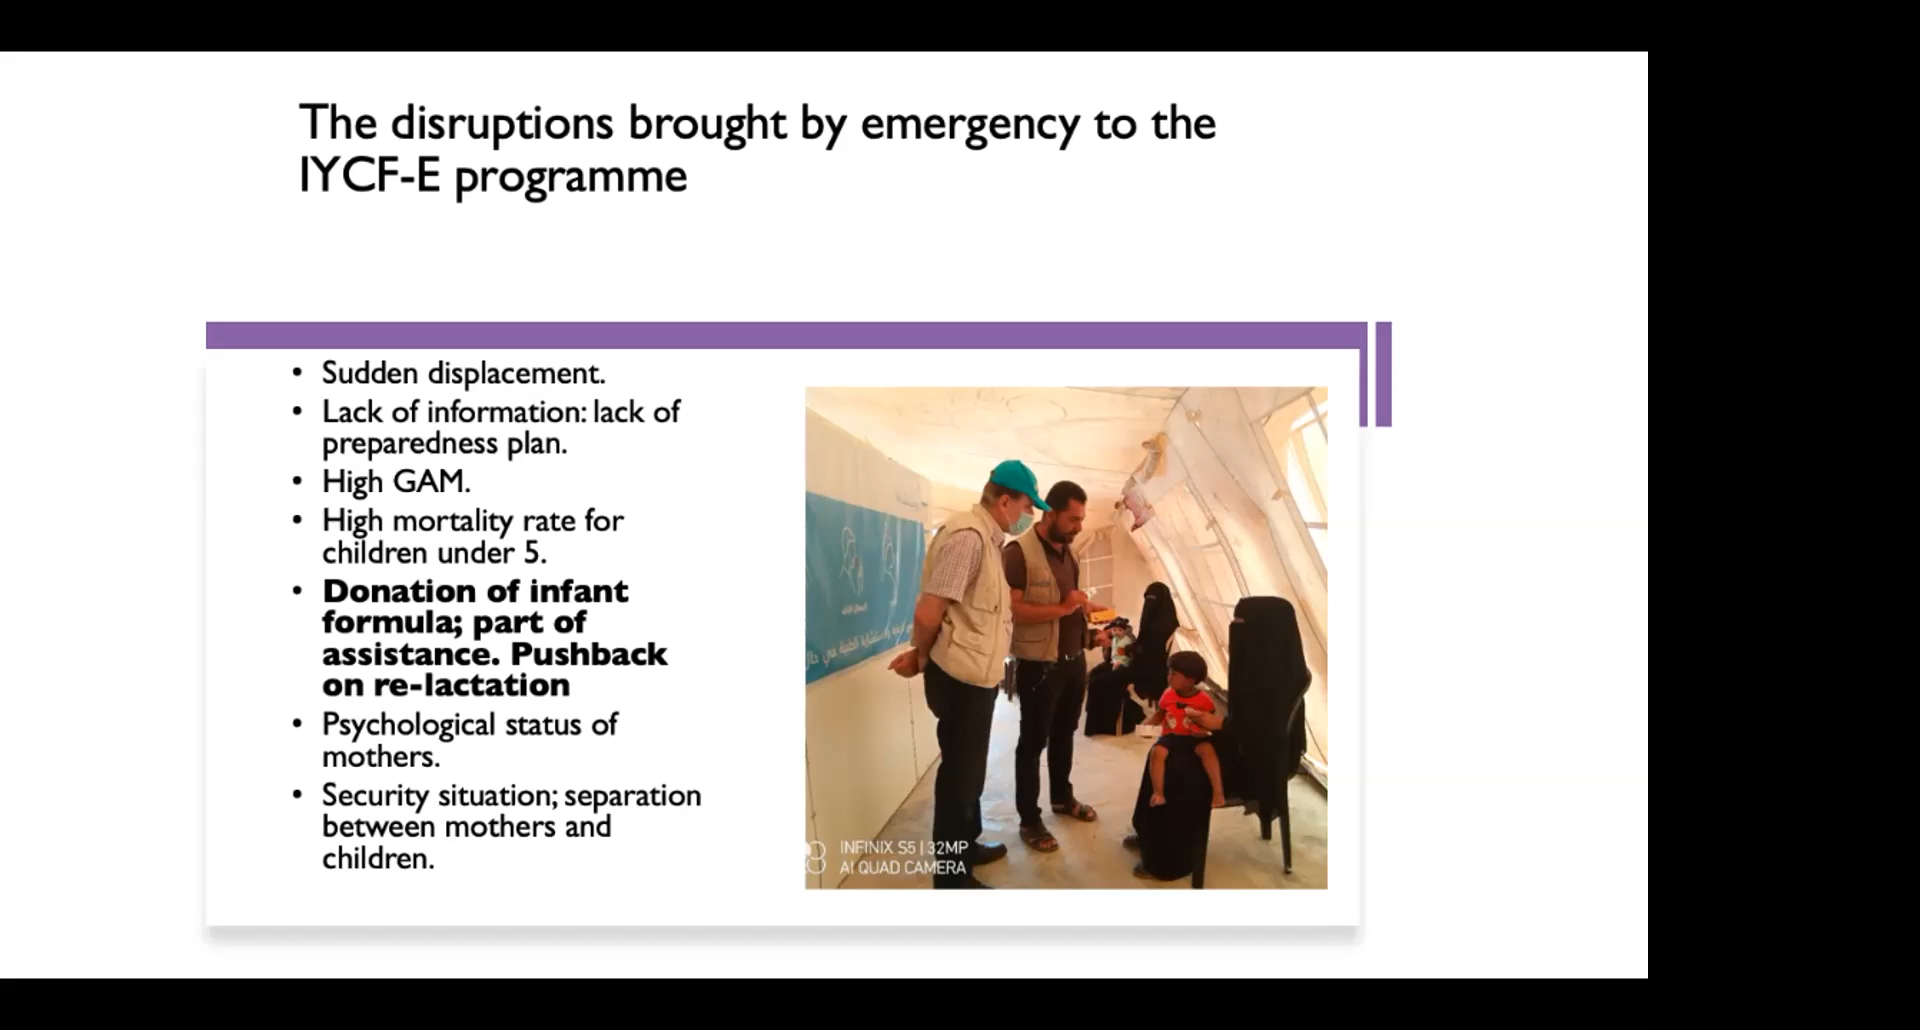 The disruptions brought by emergency to the
IYCF-E programme
• Sudden displacement.
• Lack of information: lack of
preparedness plan.
• High GAM.
• High mortality rate for
children under 5.
• Donation of infant
formula; part of
assistance. Pushback
on re-lactation
• Psychological status of
mothers.
• Security situation; separation
between mothers and
children.
INFINIX S5 | 32MP
AI QUAD CAMERA